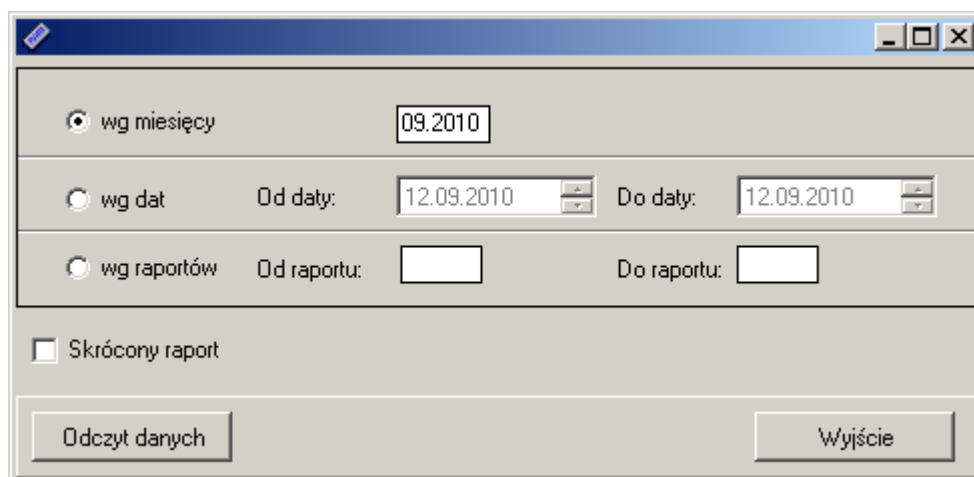 wg miesięcy 09.2010
wg dat Od daty: 12.09.2010 Do daty: 12.09.2010
wg raportów Od raportu: Do raportu:
Skrócony raport
Odczyt danych Wyjście